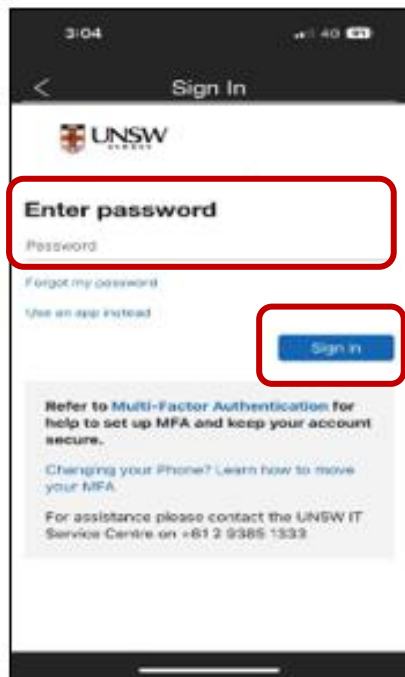 3:04
4G 61
Sign In
UNSW
SYDNEY
Enter password
Password
Forgot my password
Use an app instead
Sign in
Refer to Multi-Factor Authentication for
help to set up MFA and keep your account
secure.
Changing your Phone? Learn how to move
your MFA
For assistance please contact the UNSW IT
Service Centre on +61 2 9385 1333